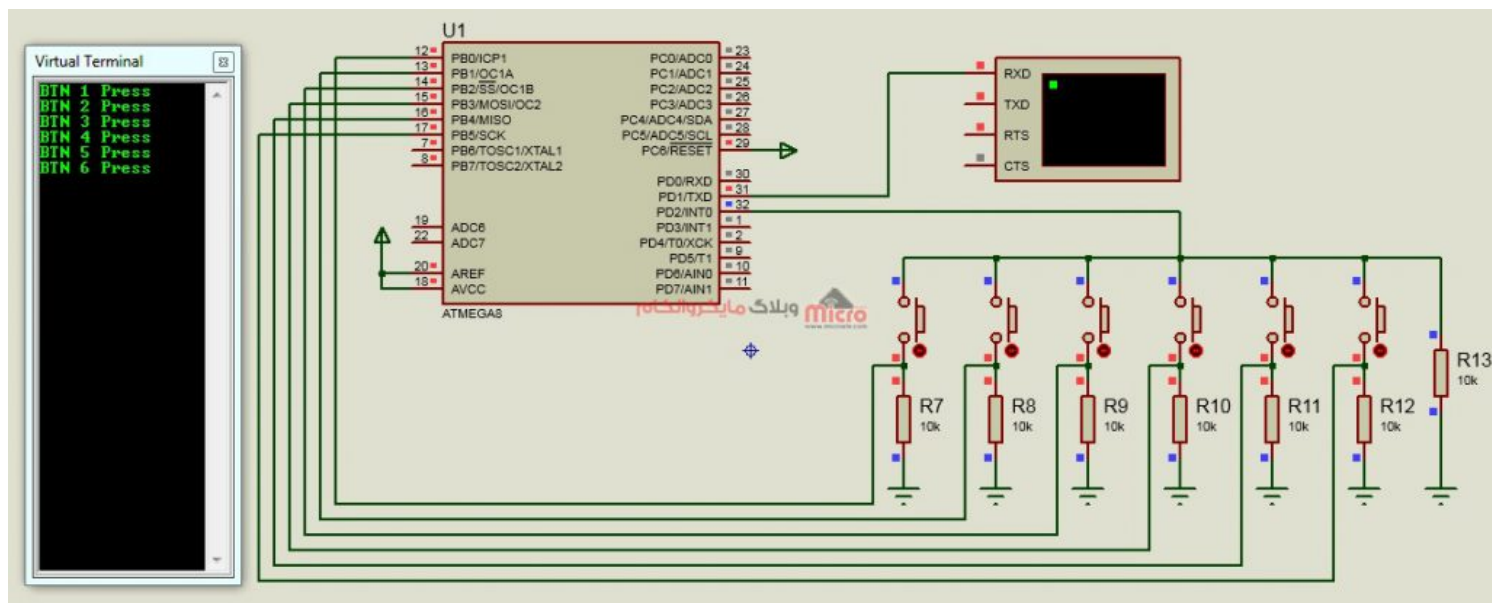 Virtual Terminal
BTN 1 Press
BTN 2 Press
BTN 3 Press
BTN 4 Press
BTN 5 Press
BTN 6 Press
U1
12 PB0/ICP1
13 PB1/OC1A
14 PB2/SS/OC1B
15 PB3/MOSI/OC2
16 PB4/MISO
17 PB5/SCK
7 PB6/TOSC1/XTAL1
8 PB7/TOSC2/XTAL2
19 ADC6
22 ADC7
20 AREF
18 AVCC
PC0/ADC0 23
PC1/ADC1 24
PC2/ADC2 25
PC3/ADC3 26
PC4/ADC4/SDA 27
PC5/ADC5/SCL 28
PC6/RESET 29
PD0/RXD 30
PD1/TXD 31
PD2/INT0 32
PD3/INT1 1
PD4/T0/XCK 2
PD5/T1 9
PD6/AIN0 10
PD7/AIN1 11
ATMEGA8
RXD
TXD
RTS
CTS
وبلاگ مایکروالکام
Micro
R7
10k
R8
10k
R9
10k
R10
10k
R11
10k
R12
10k
R13
10k